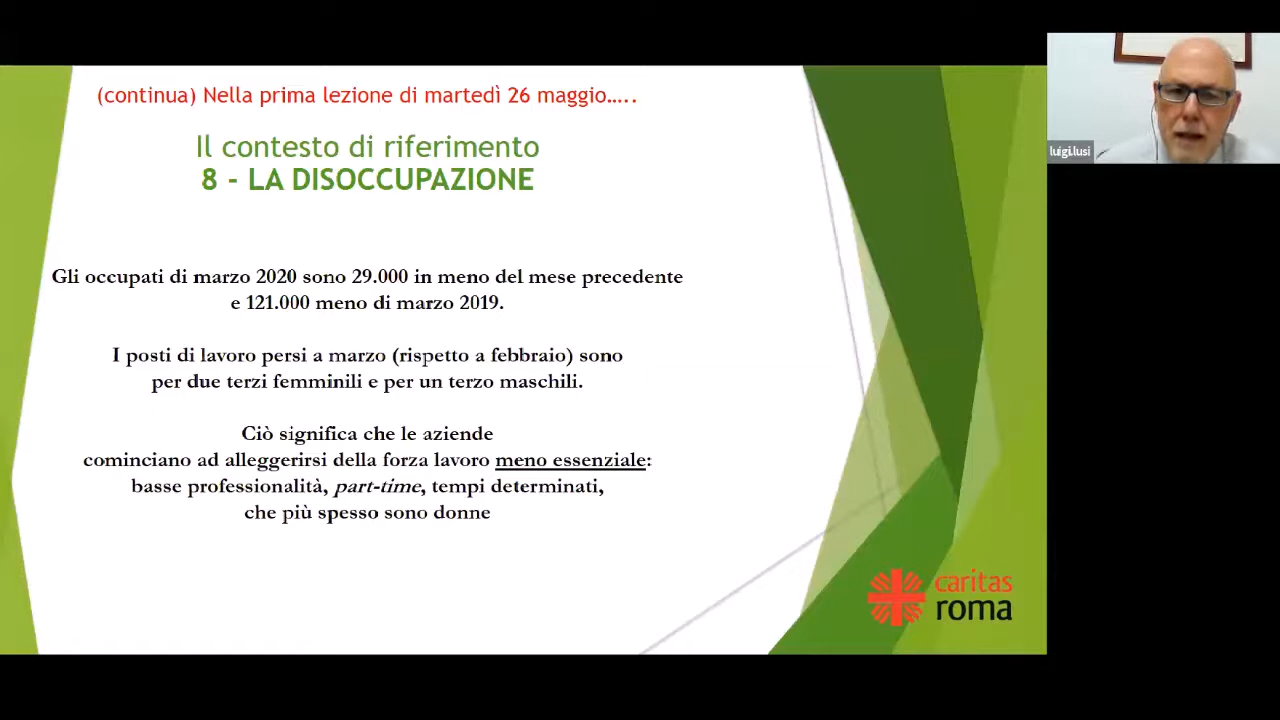 (continua) Nella prima lezione di martedì 26 maggio…..
Il contesto di riferimento
8 - LA DISOCCUPAZIONE
Gli occupati di marzo 2020 sono 29.000 in meno del mese precedente
e 121.000 meno di marzo 2019.
I posti di lavoro persi a marzo (rispetto a febbraio) sono
per due terzi femminili e per un terzo maschili.
Ciò significa che le aziende
cominciano ad alleggerirsi della forza lavoro meno essenziale:
basse professionalità, part-time, tempi determinati,
che più spesso sono donne
caritas
roma
luigi.lusi